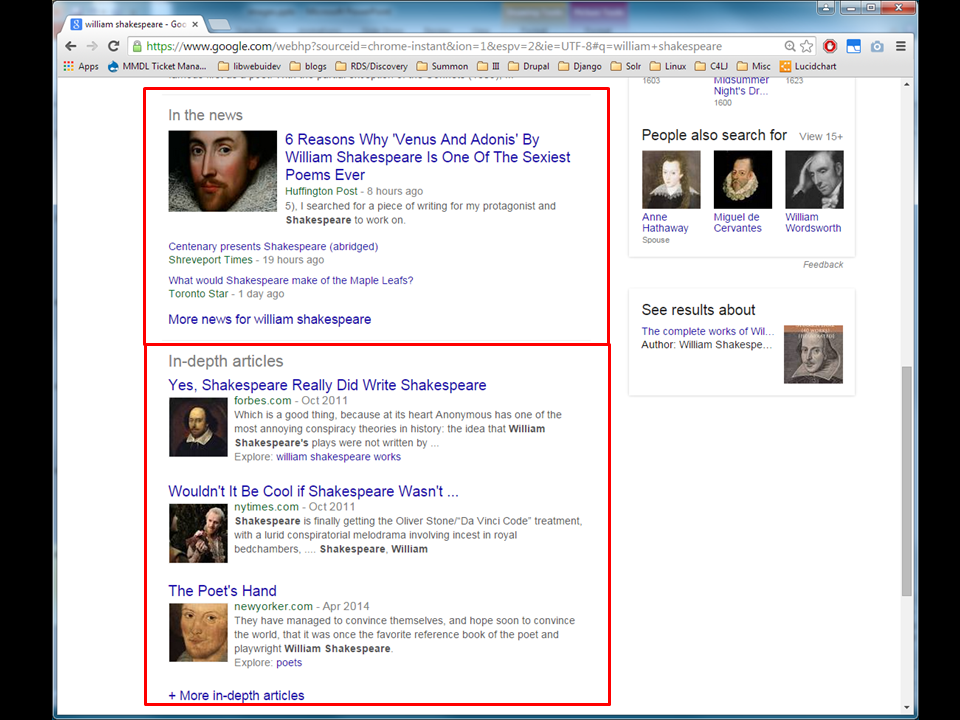 william shakespeare - Goo
https://www.google.com/webhp?sourceid=chrome-instant&ion=1&espv=2&ie=UTF-8#q=william+shakespeare
Apps MMDL Ticket Mana... libwebuidev blogs RDS/Discovery Summon III Drupal Django Solr Linux C4LJ Misc Lucidchart
In the news
6 Reasons Why 'Venus And Adonis' By
William Shakespeare Is One Of The Sexiest
Poems Ever
Huffington Post - 8 hours ago
5), I searched for a piece of writing for my protagonist and
Shakespeare to work on.
Centenary presents Shakespeare (abridged)
Shreveport Times - 19 hours ago
What would Shakespeare make of the Maple Leafs?
Toronto Star - 1 day ago
More news for william shakespeare
In-depth articles
Yes, Shakespeare Really Did Write Shakespeare
forbes.com - Oct 2011
Which is a good thing, because at its heart Anonymous has one of the
most annoying conspiracy theories in history: the idea that William
Shakespeare's plays were not written by ...
Explore: william shakespeare works
Wouldn't It Be Cool if Shakespeare Wasn't ...
nytimes.com - Oct 2011
Shakespeare is finally getting the Oliver Stone/“Da Vinci Code” treatment,
with a lurid conspiratorial melodrama involving incest in royal
bedchambers, .... Shakespeare, William
The Poet's Hand
newyorker.com - Apr 2014
They have managed to convince themselves, and hope soon to convince
the world, that it was once the favorite reference book of the poet and
playwright William Shakespeare.
Explore: poets
+ More in-depth articles
1603
Midsummer
Night's Dr...
1600
1623
People also search for View 15+
Anne
Hathaway
Spouse
Miguel de
Cervantes
William
Wordsworth
Feedback
See results about
The complete works of Wil...
Author: William Shakespe...